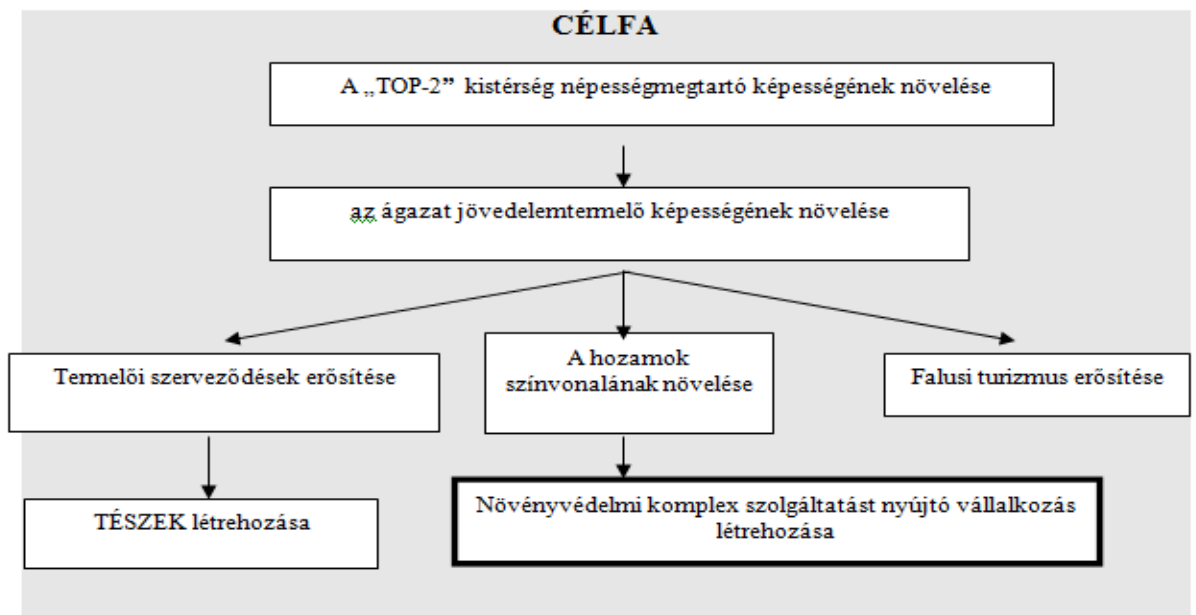 CÉLFA
A „TOP-2” kistérség népességmegtartó képességének növelése
az ágazat jövedelemtermelő képességének növelése
Termelői szerveződések erősítése
A hozamok
színvonalának növelése
Falusi turizmus erősítése
TÉSZEK létrehozása
Növényvédelmi komplex szolgáltatást nyújtó vállalkozás
létrehozása